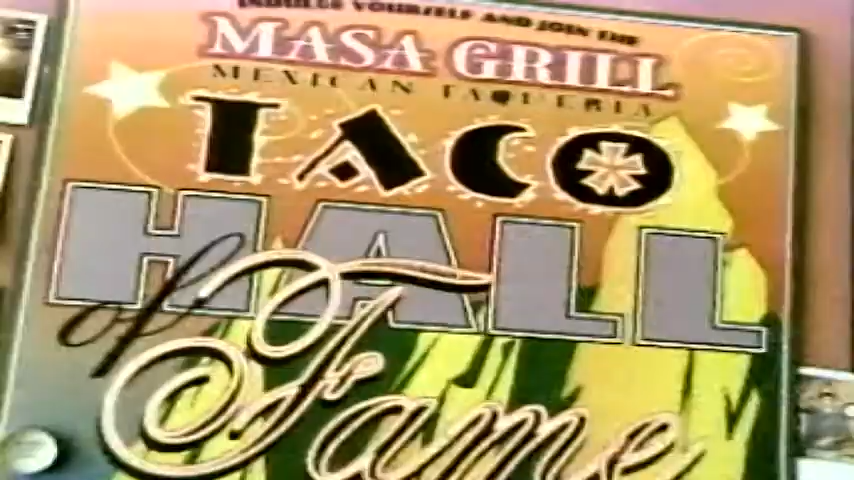 INDULGE YOURSELF AND JOIN THE
MASA GRILL
MEXICAN TAQUERIA
TACO
HALL
of
Fame